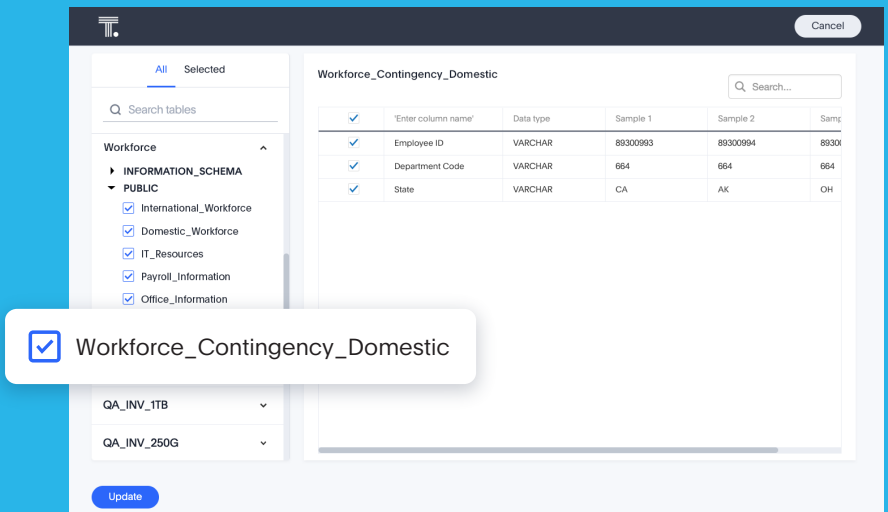 T.
Cancel
All Selected
Search tables
Workforce
INFORMATION_SCHEMA
PUBLIC
International_Workforce
Domestic_Workforce
IT_Resources
Payroll_Information
Office_Information
Workforce_Contingency_Domestic
QA_INV_1TB
QA_INV_250G
Update
Workforce_Contingency_Domestic
Search...
'Enter column name' Data type Sample 1 Sample 2
Employee ID VARCHAR 89300993 89300994
Department Code VARCHAR 664 664 664
State VARCHAR CA AK OH